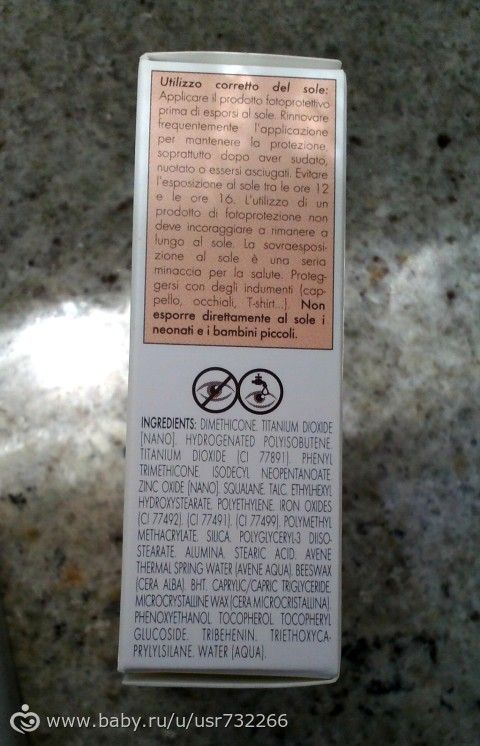 Utilizzo corretto del sole:
Applicare il prodotto fotoprotettivo
prima di esporsi al sole. Rinnovare
frequentemente l'applicazione
per mantenere la protezione,
soprattutto dopo aver sudato,
nuotato o essersi asciugati. Evitare
l'esposizione al sole tra le ore 12
e le ore 16. L'utilizzo di un
prodotto di fotoprotezione non
deve incoraggiare a rimanere a
lungo al sole. La sovraesposi-
zione al sole è una seria
minaccia per la salute. Proteg-
gersi con degli indumenti (cap-
pello, occhiali, T-shirt...). Non
esporre direttamente al sole i
neonati e i bambini piccoli.
INGREDIENTS: DIMETHICONE. TITANIUM DIOXIDE
[NANO]. HYDROGENATED POLYISOBUTENE.
TITANIUM DIOXIDE (CI 77891). PHENYL
TRIMETHICONE. ISODECYL NEOPENTANOATE.
ZINC OXIDE (NANO). SQUALANE. TALC. ETHYLHEXYL
HYDROXYSTEARATE. POLYETHYLENE. IRON OXIDES
(CI 77492). (CI 77491). (CI 77499). POLYMETHYL
METHACRYLATE. SILICA. POLYGLYCERYL-3 DIISO-
STEARATE. ALUMINA. STEARIC ACID. AVENE
THERMAL SPRING WATER (AVENE AQUA). BEESWAX
(CERA ALBA). BHT. CAPRYLIC/CAPRIC TRIGLYCERIDE.
MICROCRYSTALLINE WAX (CERA MICROCRISTALLINA).
PHENOXYETHANOL. TOCOPHEROL. TOCOPHERYL
GLUCOSIDE. TRIBEHENIN. TRIETHOXYCA-
PRYLYLSILANE. WATER (AQUA).
www.baby.ru/u/usr732266